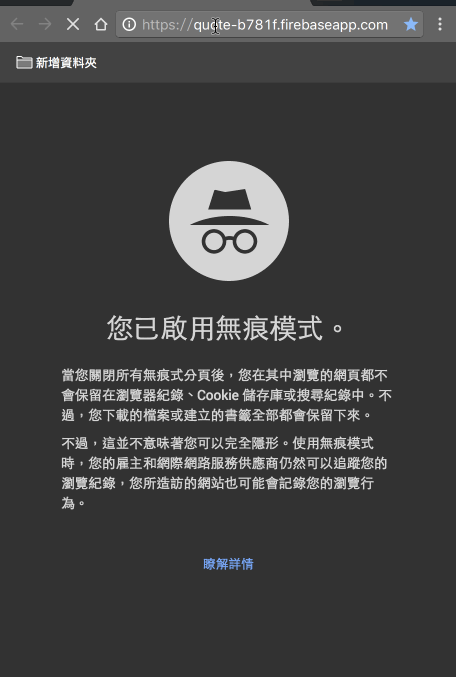 https://quote-b781f.firebaseapp.com
新增資料夾
您已啟用無痕模式。
當您關閉所有無痕式分頁後，您在其中瀏覽的網頁都不
會保留在瀏覽器紀錄、Cookie 儲存庫或搜尋紀錄中。不
過，您下載的檔案或建立的書籤全部都會保留下來。
不過，這並不意味著您可以完全隱形。使用無痕模式
時，您的雇主和網際網路服務供應商仍然可以追蹤您的
瀏覽紀錄，您所造訪的網站也可能會記錄您的瀏覽行
為。
瞭解詳情